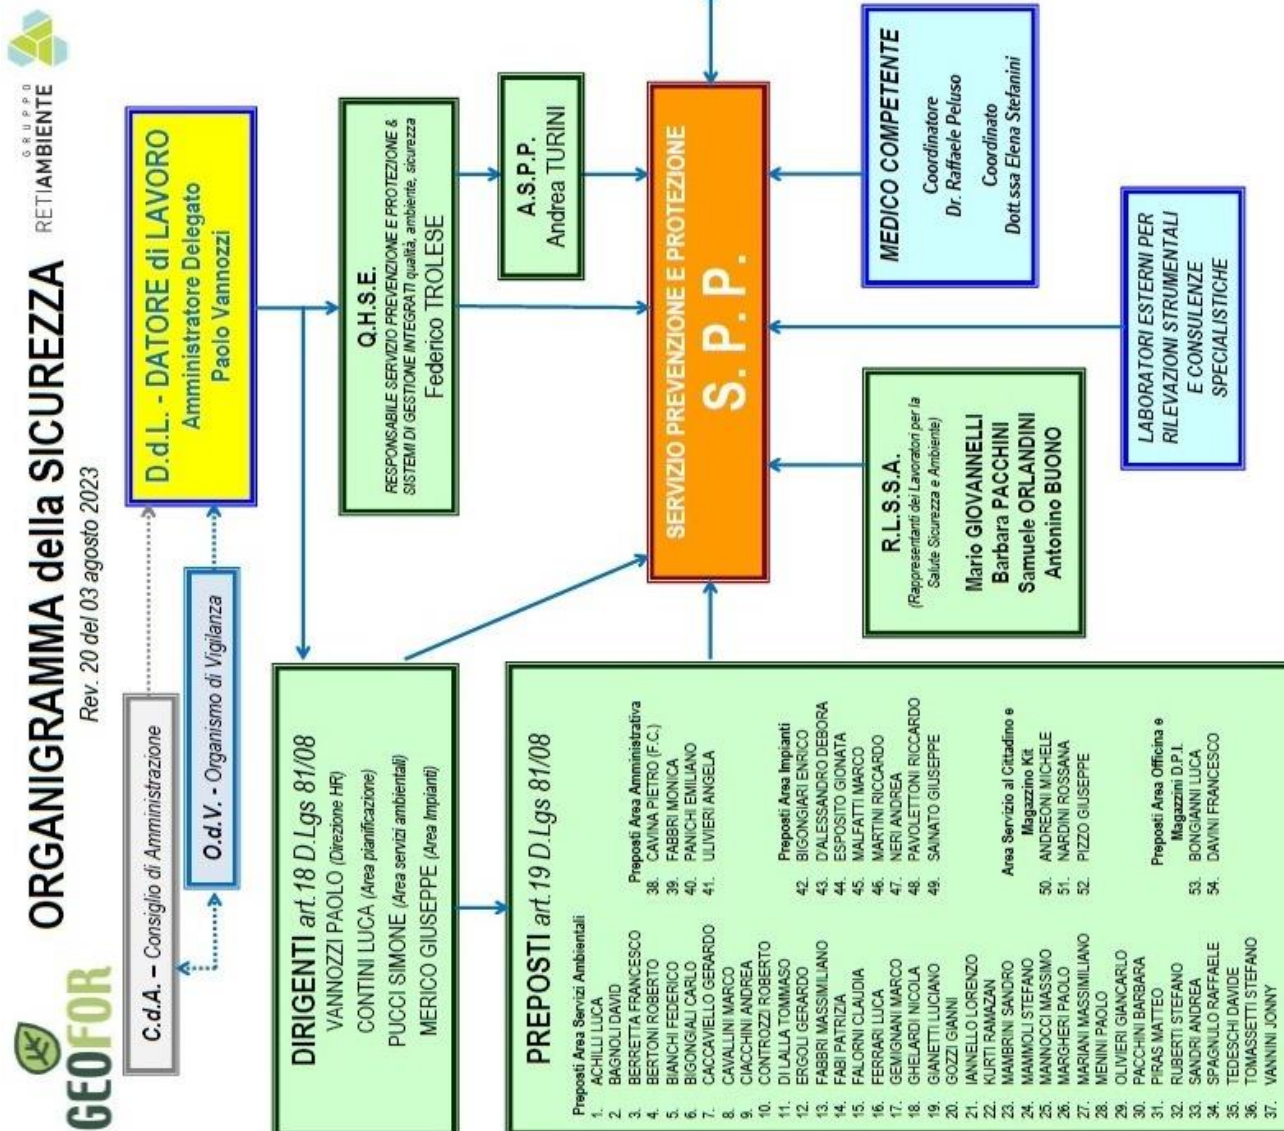 GEOFOR
ORGANIGRAMMA della SICUREZZA
Rev. 20 del 03 agosto 2023
GRUPPO
RETIAMBIENTE
C.d.A. – Consiglio di Amministrazione
O.d.V. - Organismo di Vigilanza
D.d.L. - DATORE di LAVORO
Amministratore Delegato
Paolo Vannozzi
DIRIGENTI art.18 D.Lgs 81/08
VANNOZZI PAOLO (Direzione HR)
CONTINI LUCA (Area pianificazione)
PUCCI SIMONE (Area servizi ambientali)
MERICO GIUSEPPE (Area Impianti)
Q.H.S.E.
RESPONSABILE SERVIZIO PREVENZIONE E PROTEZIONE &
SISTEMI DI GESTIONE INTEGRATI qualità, ambiente, sicurezza
Federico TROLESE
A.S.P.P.
Andrea TURINI
PREPOSTI art.19 D.Lgs 81/08
Preposti Area Servizi Ambientali
1. ACHILLI LUCA
2. BAGNOLI DAVID
3. BERRETTA FRANCESCO
4. BERTONI ROBERTO
5. BIANCHI FEDERICO
6. BIGONGIALI CARLO
7. CACCAVIELLO GERARDO
8. CAVALLINI MARCO
9. CIACCHINI ANDREA
10. CONTROZZI ROBERTO
11. DI LALLA TOMMASO
12. ERGOLI GERARDO
13. FABBRI MASSIMILIANO
14. FABI PATRIZIA
15. FALORNI CLAUDIA
16. FERRARI LUCA
17. GEMIGNANI MARCO
18. GHELARDI NICOLA
19. GIANETTI LUCIANO
20. GOZZI GIANNI
21. IANNELLO LORENZO
22. KURTI RAMAZAN
23. MAMBRINI SANDRO
24. MAMMOLI STEFANO
25. MANNOCCI MASSIMO
26. MARGHERI PAOLO
27. MARIANI MASSIMILIANO
28. MENINI PAOLO
29. OLIVIERI GIANCARLO
30. PACCHINI BARBARA
31. PIRAS MATTEO
32. RUBERTI STEFANO
33. SANDRI ANDREA
34. SPAGNULO RAFFAELE
35. TEDESCHI DAVIDE
36. TOMASSETTI STEFANO
37. VANNINI JONNY
Preposti Area Amministrativa
38. CAVINA PIETRO (F.C.)
39. FABBRI MONICA
40. PANICHI EMILIANO
41. ULIVIERI ANGELA
Preposti Area Impianti
42. BIGONGIARI ENRICO
43. D'ALESSANDRO DEBORA
44. ESPOSITO GIONATA
45. MALFATTI MARCO
46. MARTINI RICCARDO
47. NERI ANDREA
48. PAVOLETTONI RICCARDO
49. SAINATO GIUSEPPE
Area Servizio al Cittadino e
Magazzino Kit
50. ANDREONI MICHELE
51. NARDINI ROSSANA
52. PIZZO GIUSEPPE
Preposti Area Officina e
Magazzini D.P.I.
53. BONGIANNI LUCA
54. DAVINI FRANCESCO
SERVIZIO PREVENZIONE E PROTEZIONE
S. P. P.
R.L.S.S.A.
(Rappresentanti dei Lavoratori per la
Salute Sicurezza e Ambiente)
Mario GIOVANNELLI
Barbara PACCHINI
Samuele ORLANDINI
Antonino BUONO
MEDICO COMPETENTE
Coordinatore
Dr. Raffaele Peluso
Coordinato
Dott.ssa Elena Stefanini
LABORATORI ESTERNI PER
RILEVAZIONI STRUMENTALI
E CONSULENZE
SPECIALISTICHE